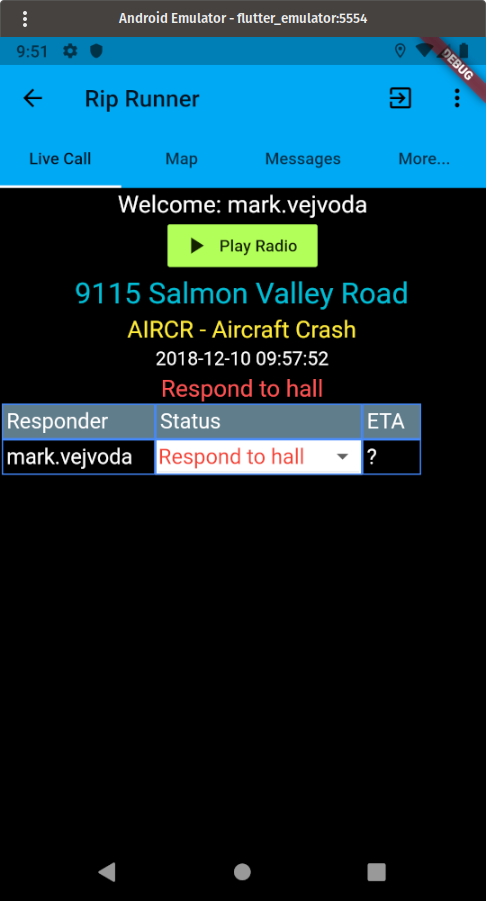 Android Emulator - flutter_emulator:5554
9:51
DEBUG
Rip Runner
Live Call Map Messages More...
Welcome: mark.vejvoda
Play Radio
9115 Salmon Valley Road
AIRCR - Aircraft Crash
2018-12-10 09:57:52
Respond to hall
Responder Status ETA
mark.vejvoda Respond to hall ?